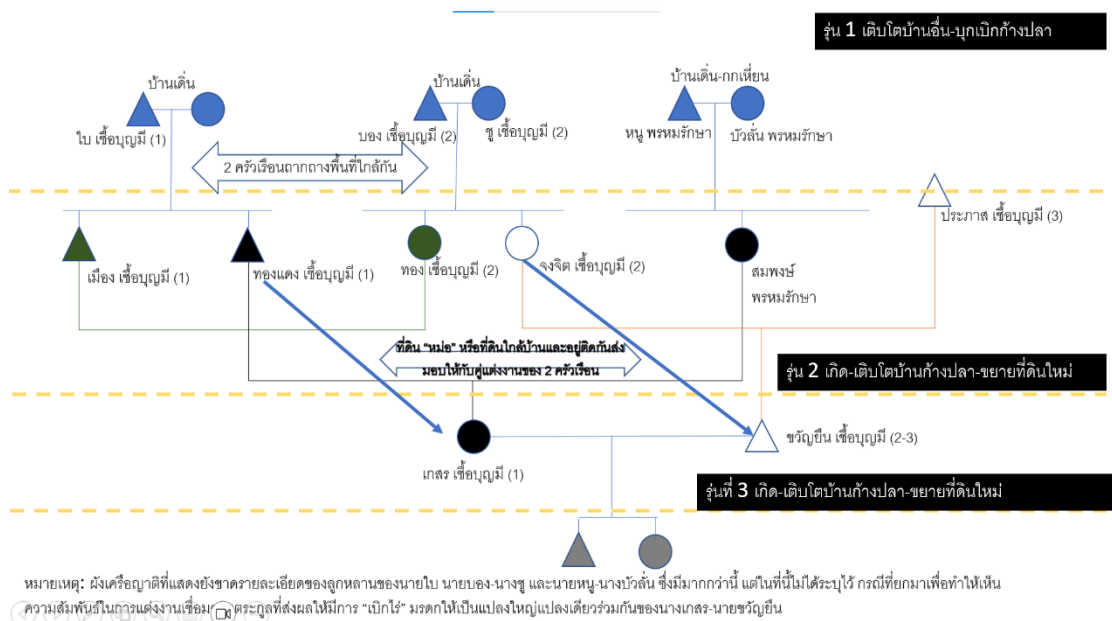 รุ่น 1 เติบโตบ้านอื่น-บุกเบิกก้างปลา
บ้านเดิ่น
บ้านเดิ่น
บ้านเดิ่น-กกเหี่ยน
ใบ เชื้อบุญมี (1)
บอง เชื้อบุญมี (2)
ชู เชื้อบุญมี (2)
หนู พรหมรักษา
บัวลั่น พรหมรักษา
2 ครัวเรือนถากถางพื้นที่ใกล้กัน
ประภาส เชื้อบุญมี (3)
เมือง เชื้อบุญมี (1)
ทองแดง เชื้อบุญมี (1)
ทอง เชื้อบุญมี (2)
จงจิต เชื้อบุญมี (2)
สมพงษ์
พรหมรักษา
ที่ดิน “หม่อ” หรือที่ดินใกล้บ้านและอยู่ติดกันส่ง
มอบให้กับคู่แต่งงานของ 2 ครัวเรือน
รุ่น 2 เกิด-เติบโตบ้านก้างปลา-ขยายที่ดินใหม่
เกสร เชื้อบุญมี (1)
ขวัญยืน เชื้อบุญมี (2-3)
รุ่นที่ 3 เกิด-เติบโตบ้านก้างปลา-ขยายที่ดินใหม่
หมายเหตุ: ผังเครือญาติที่แสดงยังขาดรายละเอียดของลูกหลานของนายใบ นายบอง-นางชู และนายหนู-นางบัวลั่น ซึ่งมีมากกว่านี้ แต่ในที่นี้ไม่ได้ระบุไว้ กรณีที่ยกมาเพื่อทำให้เห็น
ความสัมพันธ์ในการแต่งงานเชื่อม ตระกูลที่ส่งผลให้มีการ “เบิกไร่” มรดกให้เป็นแปลงใหญ่แปลงเดียวร่วมกันของนางเกสร-นายขวัญยืน